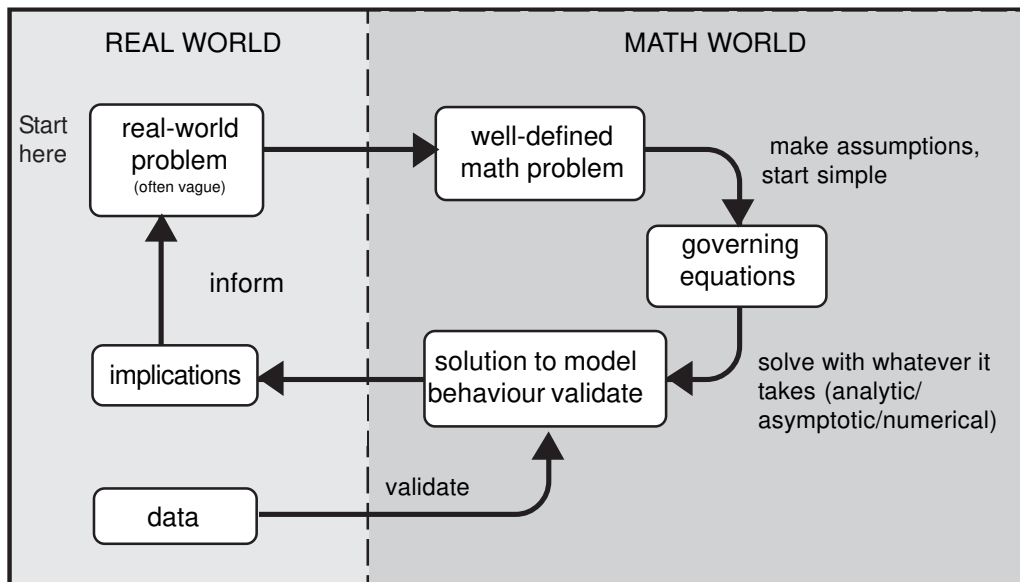 REAL WORLD
MATH WORLD
Start
here
real-world
problem
(often vague)
well-defined
math problem
make assumptions,
start simple
governing
equations
inform
implications
solution to model
behaviour validate
solve with whatever it
takes (analytic/
asymptotic/numerical)
validate
data